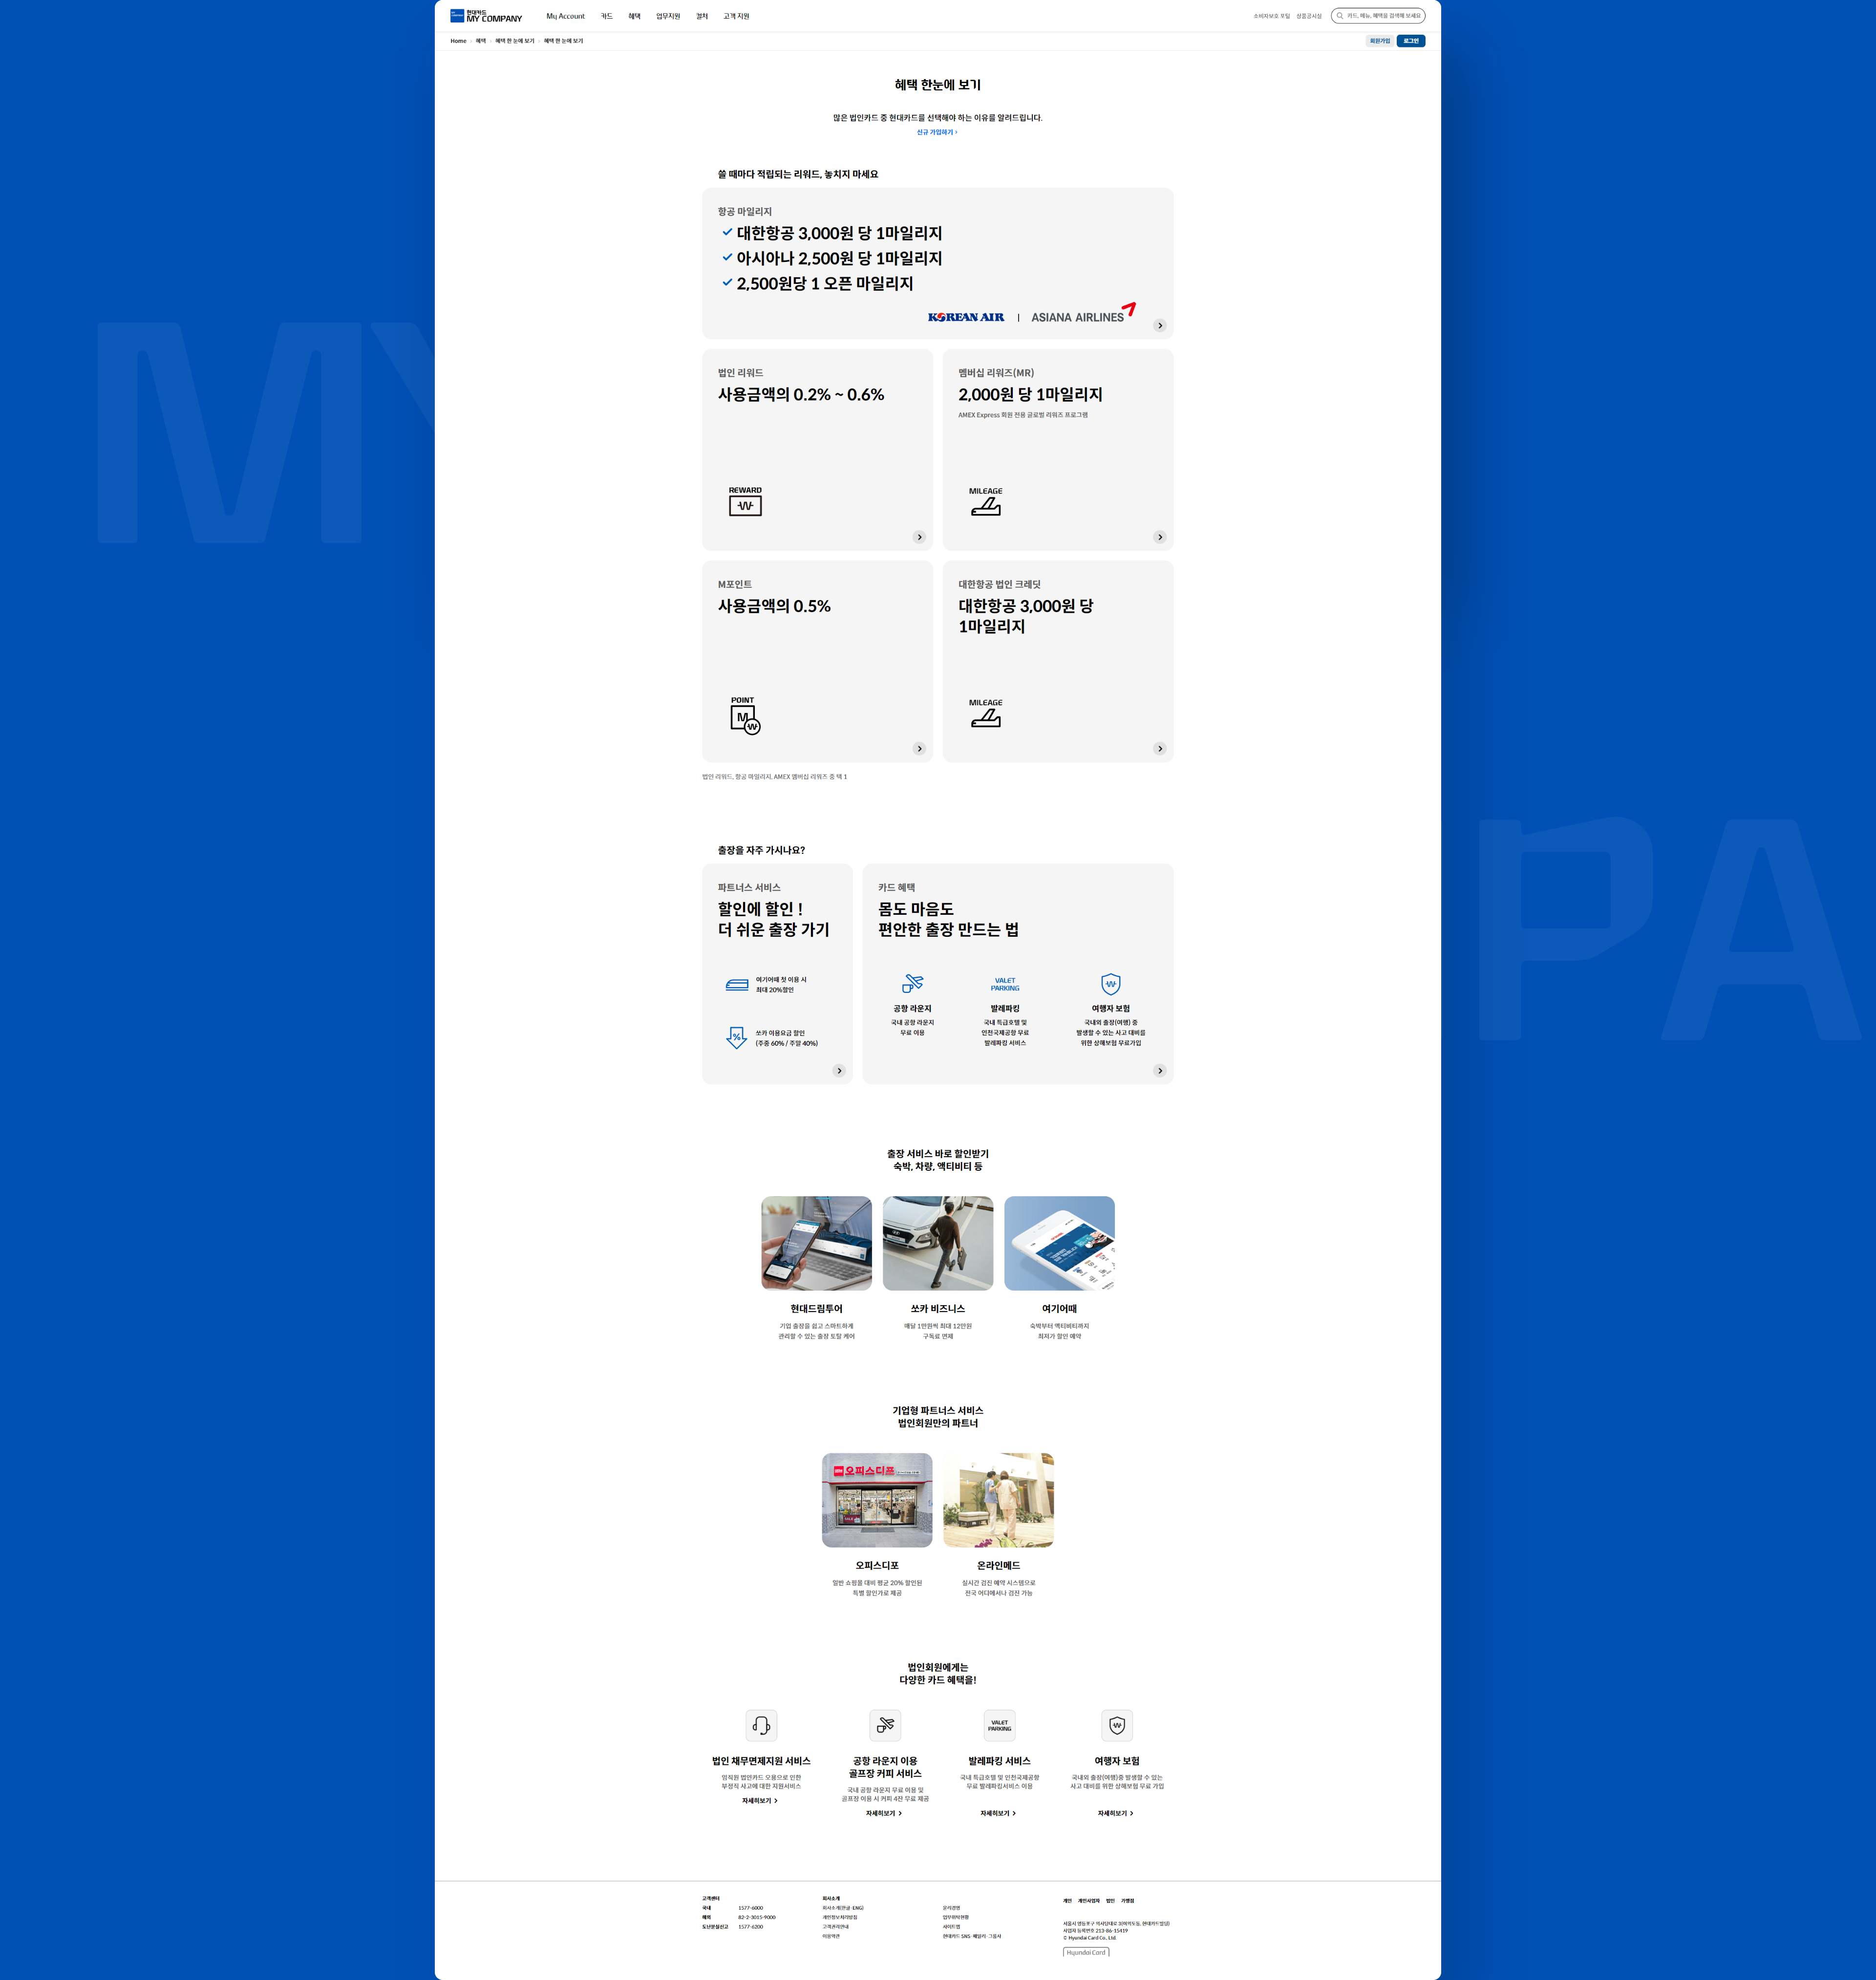 현대카드
MY COMPANY
My Account 카드 혜택 업무지원 결제 고객 지원
소비자보호 포털 상품공시실 카드, 메뉴, 혜택을 검색해 보세요
Home 혜택 혜택 한 눈에 보기 혜택 한 눈에 보기
회원가입 로그인
혜택 한눈에 보기
많은 법인카드 중 현대카드를 선택해야 하는 이유를 알려드립니다.
신규 가입하기 ›
쓸 때마다 적립되는 리워드, 놓치지 마세요
항공 마일리지
대한항공 3,000원 당 1마일리지
아시아나 2,500원 당 1마일리지
2,500원당 1 오픈 마일리지
KOREAN AIR | ASIANA AIRLINES
법인 리워드
사용금액의 0.2% ~ 0.6%
REWARD
W
멤버십 리워즈(MR)
2,000원 당 1마일리지
AMEX Express 회원 전용 글로벌 리워즈 프로그램
MILEAGE
M포인트
사용금액의 0.5%
POINT
M W
대한항공 법인 크레딧
대한항공 3,000원 당
1마일리지
MILEAGE
법인 리워드, 항공 마일리지, AMEX 멤버십 리워즈 중 택 1
출장을 자주 가시나요?
파트너스 서비스
할인에 할인 !
더 쉬운 출장 가기
여기어때 첫 이용 시
최대 20%할인
%
쏘카 이용요금 할인
(주중 60% / 주말 40%)
카드 혜택
몸도 마음도
편안한 출장 만드는 법
공항 라운지
국내 공항 라운지
무료 이용
VALET
PARKING
발레파킹
국내 특급호텔 및
인천국제공항 무료
발레파킹 서비스
W
여행자 보험
국내외 출장(여행) 중
발생할 수 있는 사고 대비를
위한 상해보험 무료가입
출장 서비스 바로 할인받기
숙박, 차량, 액티비티 등
현대드림투어
기업 출장을 쉽고 스마트하게
관리할 수 있는 출장 토탈 케어
쏘카 비즈니스
매달 1만원씩 최대 12만원
구독료 면제
여기어때
숙박부터 액티비티까지
최저가 할인 예약
기업형 파트너스 서비스
법인회원만의 파트너
오피스디포
오피스디포
일반 쇼핑몰 대비 평균 20% 할인된
특별 할인가로 제공
온라인메드
실시간 검진 예약 시스템으로
전국 어디에서나 검진 가능
법인회원에게는
다양한 카드 혜택을!
법인 채무면제지원 서비스
임직원 법인카드 오용으로 인한
부정직 사고에 대한 지원서비스
자세히보기
공항 라운지 이용
골프장 커피 서비스
국내 공항 라운지 무료 이용 및
골프장 이용 시 커피 4잔 무료 제공
자세히보기
VALET
PARKING
발레파킹 서비스
국내 특급호텔 및 인천국제공항
무료 발레파킹서비스 이용
자세히보기
W
여행자 보험
국내외 출장(여행)중 발생할 수 있는
사고 대비를 위한 상해보험 무료 가입
자세히보기
고객센터
국내 1577-6000
해외 82-2-3015-9000
도난분실신고 1577-6200
회사소개
회사소개(한글·ENG)
개인정보처리방침
고객권리안내
이용약관
윤리경영
업무위탁현황
사이트맵
현대카드 SNS·패밀리·그룹사
개인 개인사업자 법인 가맹점
서울시 영등포구 의사당대로 3(여의도동, 현대카드빌딩)
사업자 등록번호 213-86-15419
© Hyundai Card Co., Ltd.
Hyundai Card
MY
PA